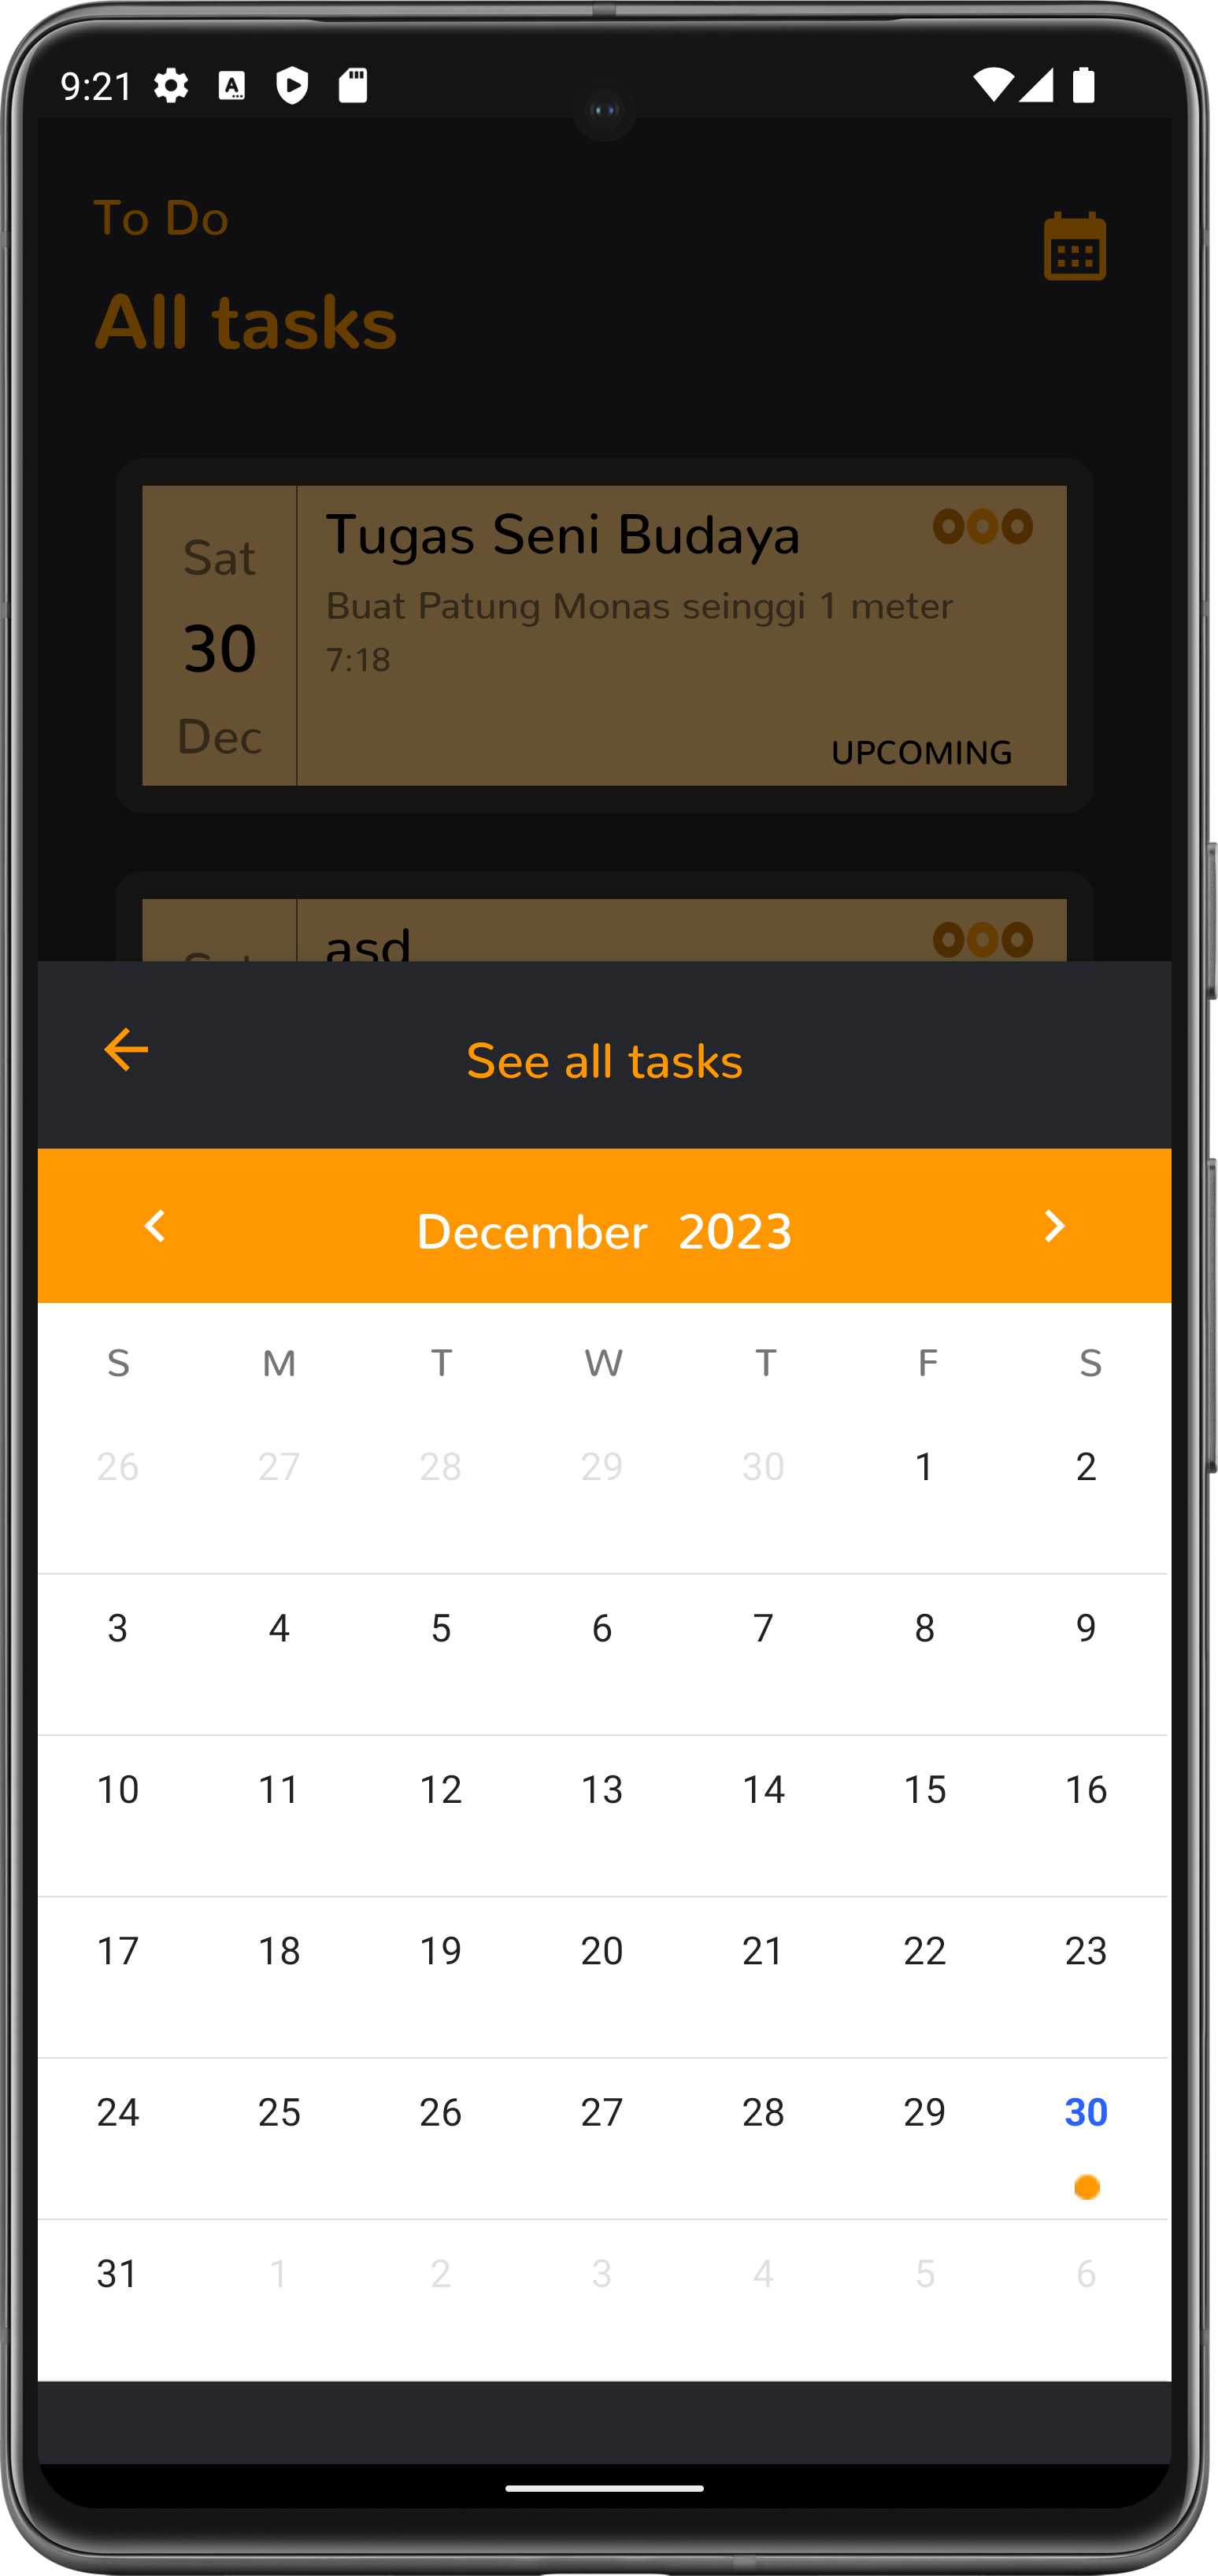 9:21
To Do
All tasks
Sat
30
Dec
Tugas Seni Budaya
Buat Patung Monas seinggi 1 meter
7:18
UPCOMING
asd
See all tasks
December 2023
S M T W T F S
26 27 28 29 30 1 2
3 4 5 6 7 8 9
10 11 12 13 14 15 16
17 18 19 20 21 22 23
24 25 26 27 28 29 30
31 1 2 3 4 5 6